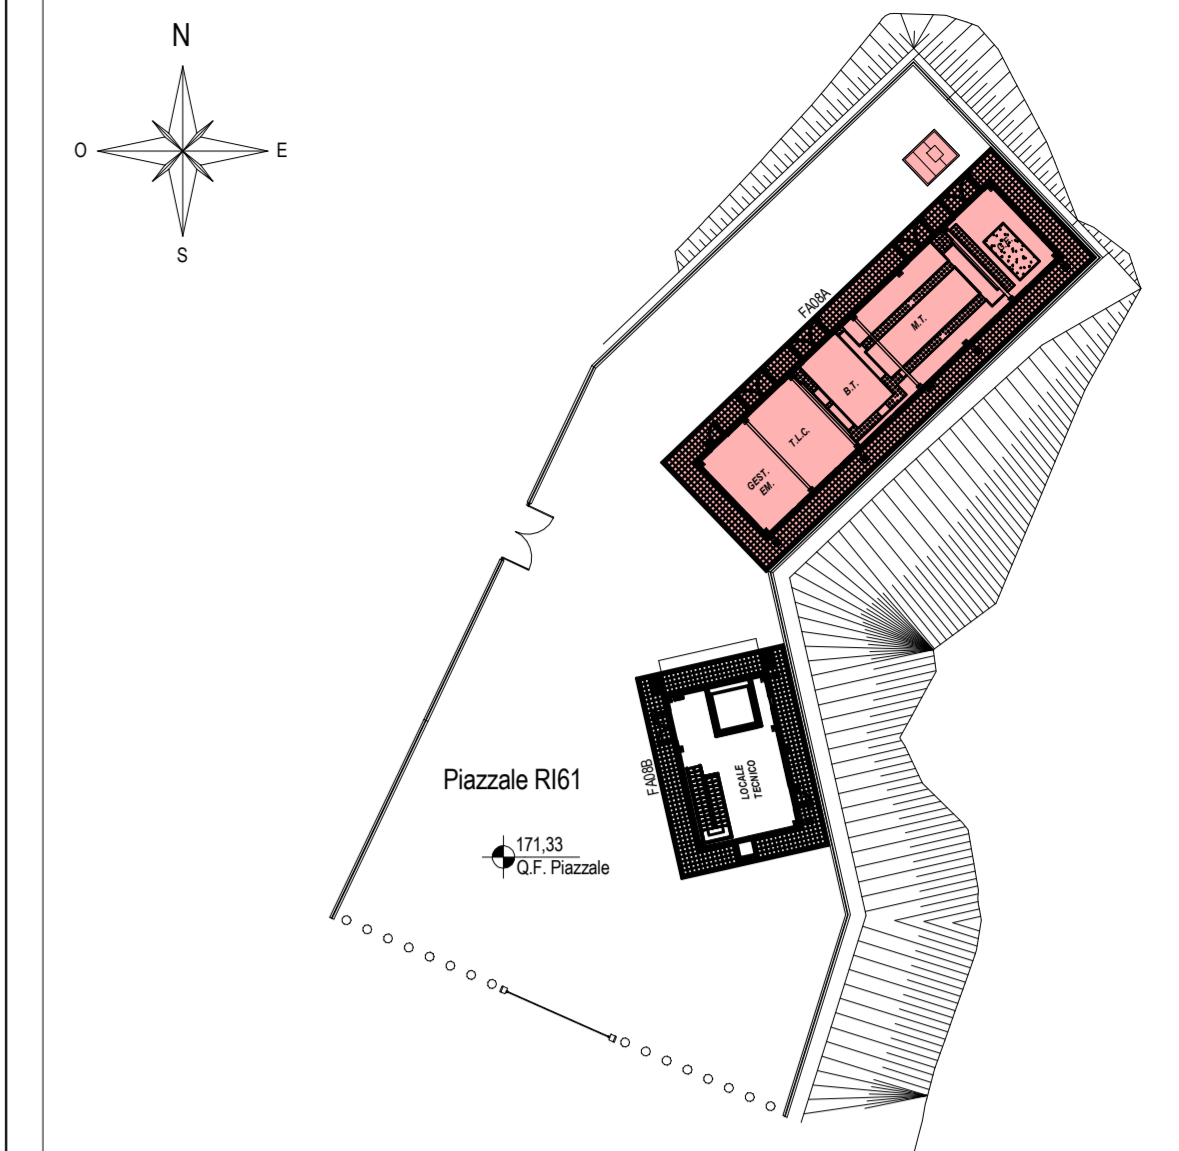 N
O
E
S
FA08A
G.E.
M.T.
B.T.
T.L.C.
GEST.
EM.
FA08B
LOCALE
TECNICO
Piazzale RI61
171,33
Q.F. Piazzale